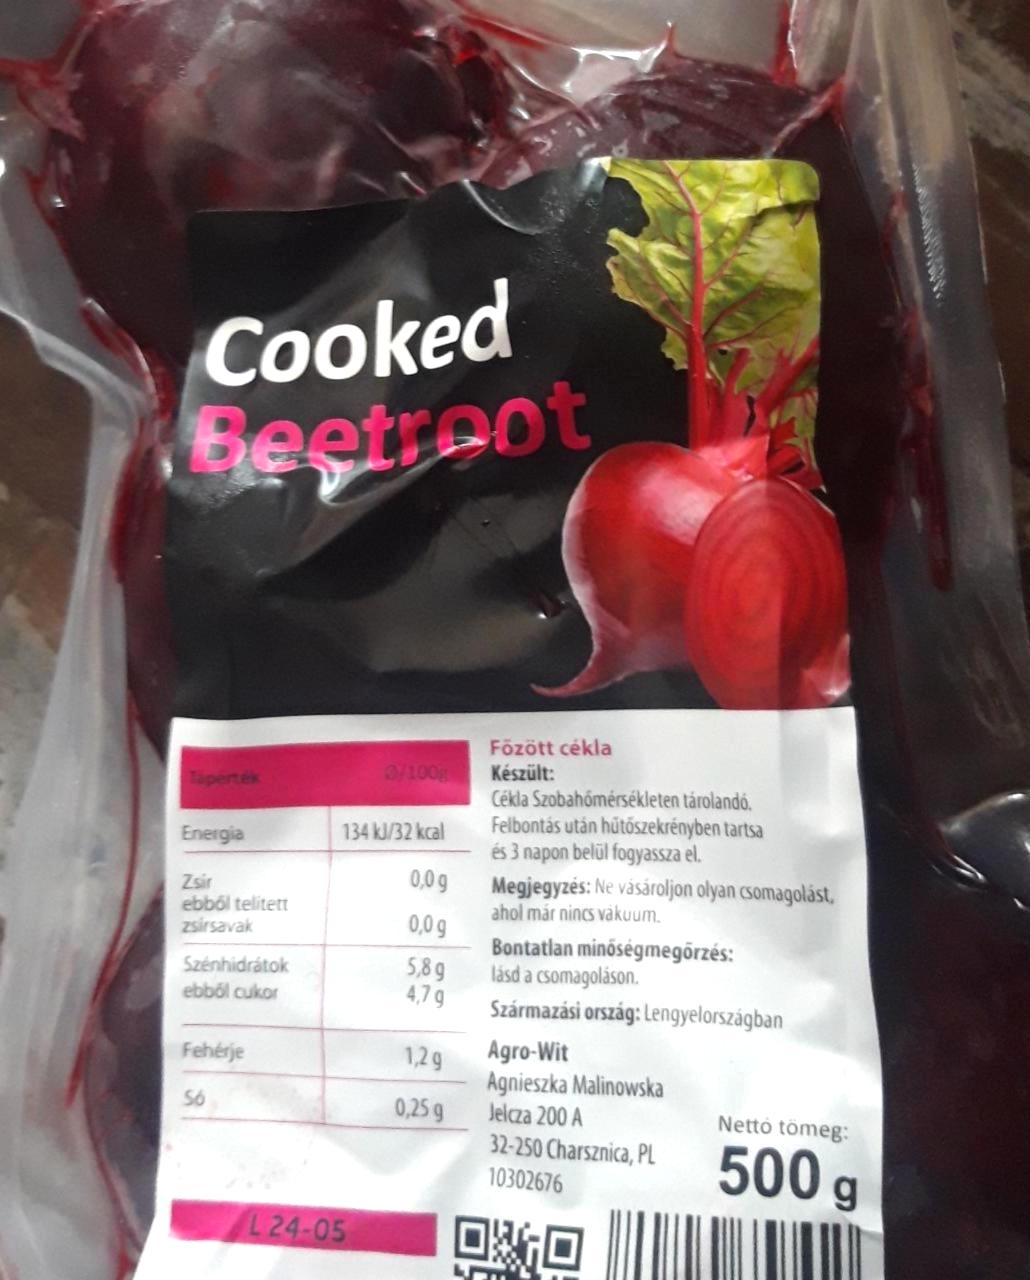 Cooked
Beetroot
Tápérték Ø/100g
Energia 134 kJ/32 kcal
Zsír 0,0 g
ebből telített
zsírsavak 0,0 g
Szénhidrátok 5,8 g
ebből cukor 4,7 g
Fehérje 1,2 g
Só 0,25 g
L 24-05
Főzött cékla
Készült:
Cékla Szobahőmérsékleten tárolandó.
Felbontás után hűtőszekrényben tartsa
és 3 napon belül fogyassza el.
Megjegyzés: Ne vásároljon olyan csomagolást,
ahol már nincs vákuum.
Bontatlan minőségmegőrzés:
lásd a csomagoláson.
Származási ország: Lengyelországban
Agro-Wit
Agnieszka Malinowska
Jelcza 200 A
32-250 Charsznica, PL
10302676
Nettó tömeg:
500 g